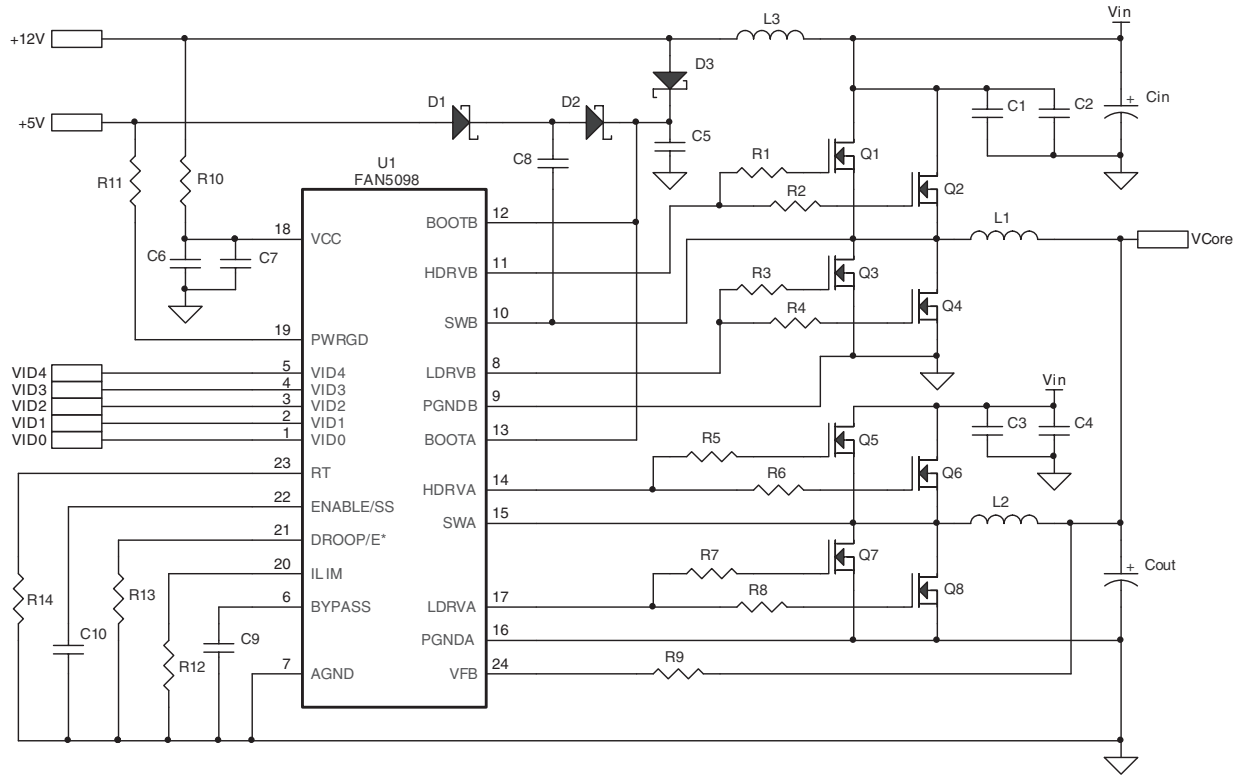 Vin
L3
+12V
D3
Cin
D1
D2
C1
C2
+5V
C5
C8
Q1
R1
R11
R10
U1
FAN5098
Q2
R2
12
BOOTB
L1
18
VCC
VCore
C6
C7
11
HDRVB
Q3
R3
Q4
R4
10
SWB
19
PWRGD
VID4
5
VID4
8
LDRVB
VID3
4
VID3
Vin
VID2
3
VID2
9
PGNDB
VID1
2
VID1
C3
C4
VID0
1
VID0
13
BOOTA
R5
Q5
23
RT
R6
Q6
14
HDRVA
22
ENABLE/SS
L2
15
SWA
21
DROOP/E*
R7
Q7
20
ILIM
Cout
R14
R13
R8
Q8
6
BYPASS
17
LDRVA
C10
C9
16
PGNDA
R12
R9
7
AGND
24
VFB